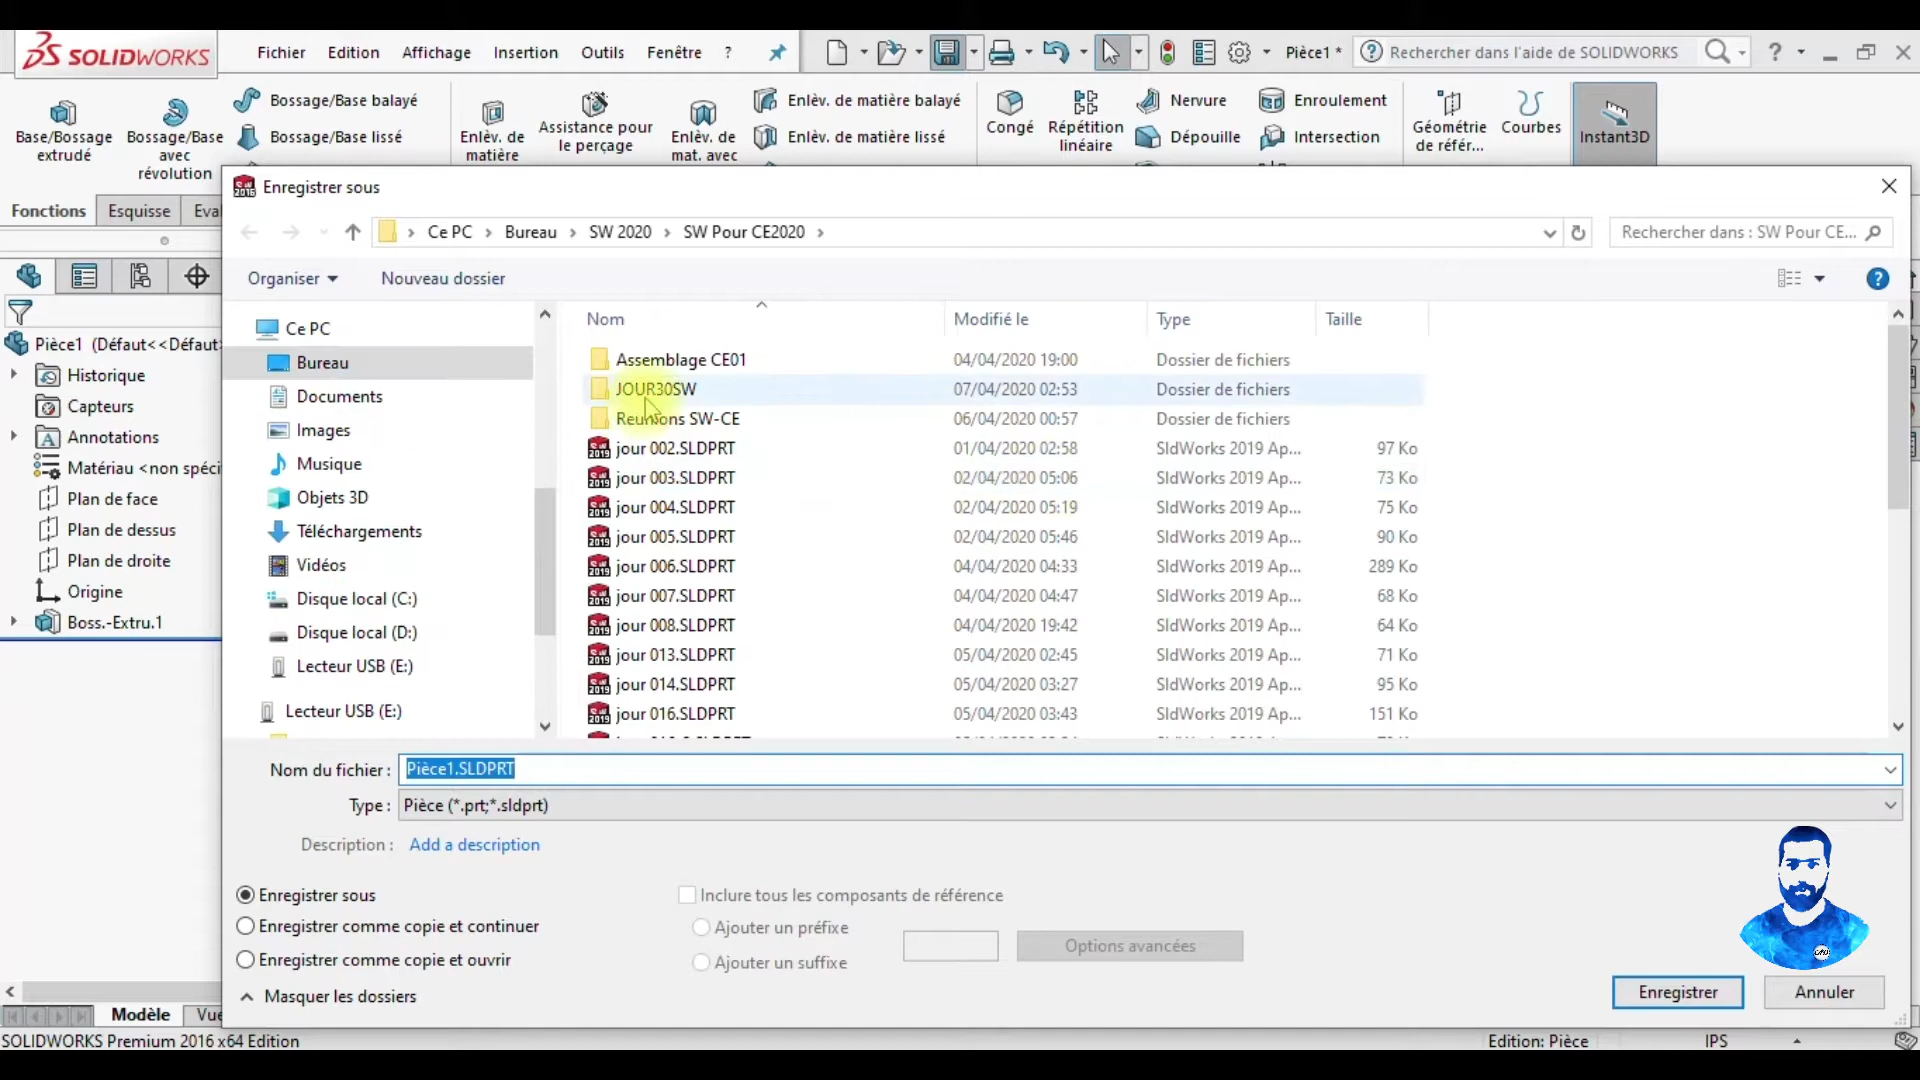 SOLIDWORKS Fichier Edition Affichage Insertion Outils Fenêtre ? Pièce1 * Rechercher dans l'aide de SOLIDWORKS ?
Base/Bossage extrudé
Bossage/Base avec révolution
Bossage/Base balayé
Bossage/Base lissé
Enlèv. de matière
Assistance pour le perçage
Enlèv. de mat. avec
Enlèv. de matière balayé
Enlèv. de matière lissé
Congé
Répétition linéaire
Nervure
Dépouille
Enroulement
Intersection
Géométrie de référ...
Courbes
Instant3D
Fonctions Esquisse Eval
Pièce1 (Défaut<<Défaut
Historique
Capteurs
Annotations
Matériau <non spéci
Plan de face
Plan de dessus
Plan de droite
Origine
Boss.-Extru.1
Enregistrer sous
Ce PC > Bureau > SW 2020 > SW Pour CE2020 >
Rechercher dans : SW Pour CE...
Organiser Nouveau dossier
Ce PC
Bureau
Documents
Images
Musique
Objets 3D
Téléchargements
Vidéos
Disque local (C:)
Disque local (D:)
Lecteur USB (E:)
Lecteur USB (E:)
Nom Modifié le Type Taille
Assemblage CE01 04/04/2020 19:00 Dossier de fichiers
JOUR30SW 07/04/2020 02:53 Dossier de fichiers
Reunions SW-CE 06/04/2020 00:57 Dossier de fichiers
jour 002.SLDPRT 01/04/2020 02:58 SldWorks 2019 Ap... 97 Ko
jour 003.SLDPRT 02/04/2020 05:06 SldWorks 2019 Ap... 73 Ko
jour 004.SLDPRT 02/04/2020 05:19 SldWorks 2019 Ap... 75 Ko
jour 005.SLDPRT 02/04/2020 05:46 SldWorks 2019 Ap... 90 Ko
jour 006.SLDPRT 04/04/2020 04:33 SldWorks 2019 Ap... 289 Ko
jour 007.SLDPRT 04/04/2020 04:47 SldWorks 2019 Ap... 68 Ko
jour 008.SLDPRT 04/04/2020 19:42 SldWorks 2019 Ap... 64 Ko
jour 013.SLDPRT 05/04/2020 02:45 SldWorks 2019 Ap... 71 Ko
jour 014.SLDPRT 05/04/2020 03:27 SldWorks 2019 Ap... 95 Ko
jour 016.SLDPRT 05/04/2020 03:43 SldWorks 2019 Ap... 151 Ko
Nom du fichier : Pièce1.SLDPRT
Type : Pièce (*.prt;*.sldprt)
Description : Add a description
Enregistrer sous
Enregistrer comme copie et continuer
Enregistrer comme copie et ouvrir
Inclure tous les composants de référence
Ajouter un préfixe
Ajouter un suffixe
Options avancées
Masquer les dossiers
Enregistrer Annuler
Modèle Vue
SOLIDWORKS Premium 2016 x64 Edition Edition: Pièce IPS